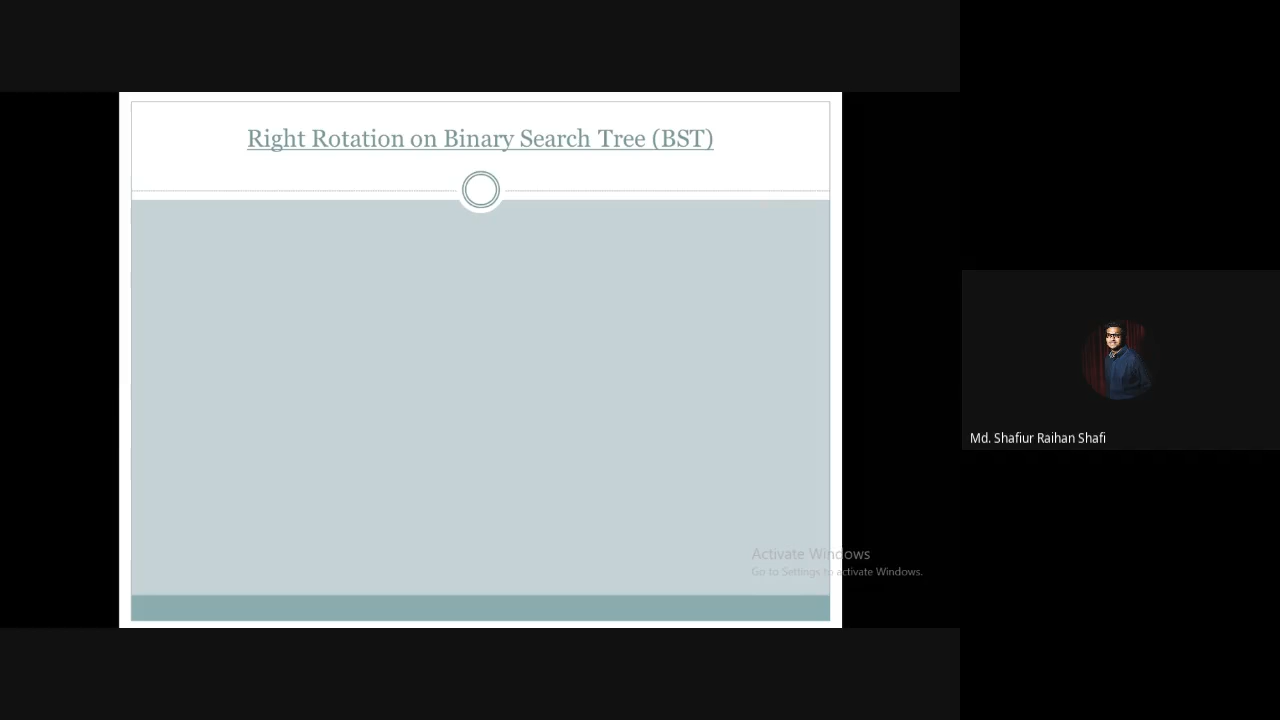 Right Rotation on Binary Search Tree (BST)
Md. Shafiur Raihan Shafi
Activate Windows
Go to Settings to activate Windows.